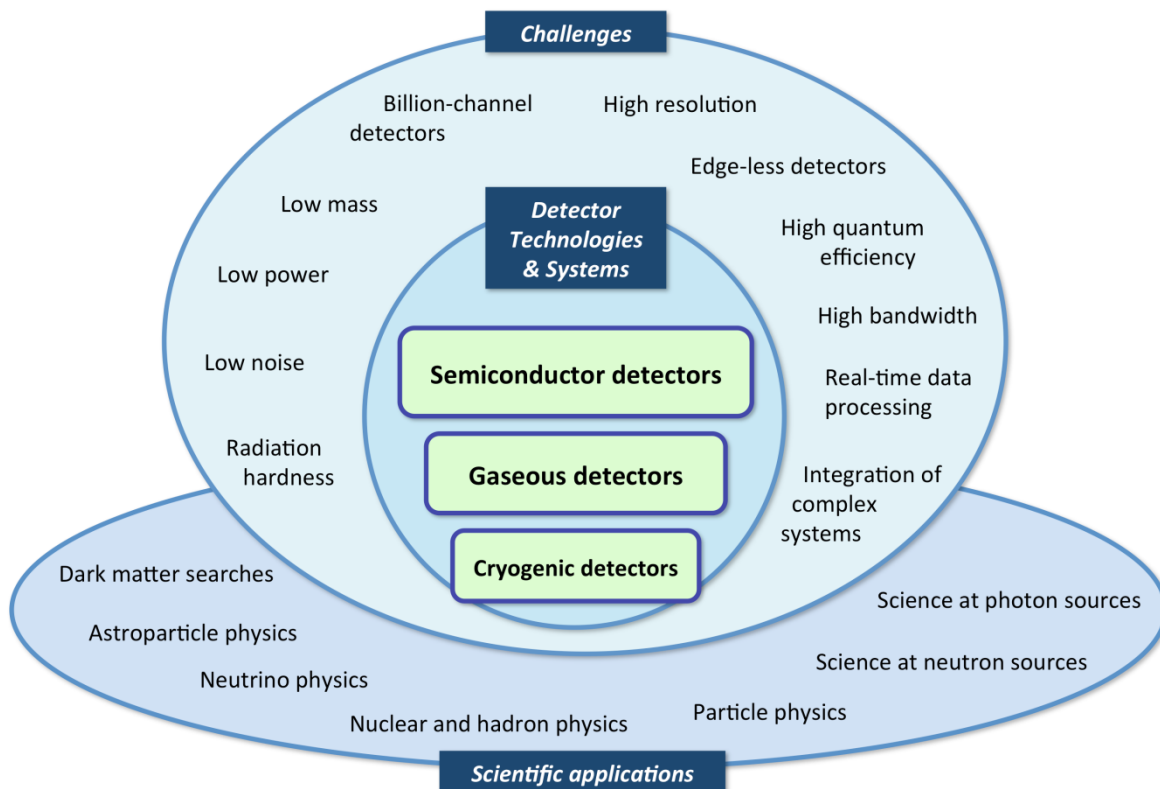 Challenges
Billion-channel
detectors
High resolution
Edge-less detectors
Low mass
High quantum
efficiency
Low power
High bandwidth
Low noise
Real-time data
processing
Radiation
hardness
Integration of
complex
systems
Detector
Technologies
& Systems
Semiconductor detectors
Gaseous detectors
Cryogenic detectors
Dark matter searches
Astroparticle physics
Neutrino physics
Nuclear and hadron physics
Particle physics
Science at neutron sources
Science at photon sources
Scientific applications